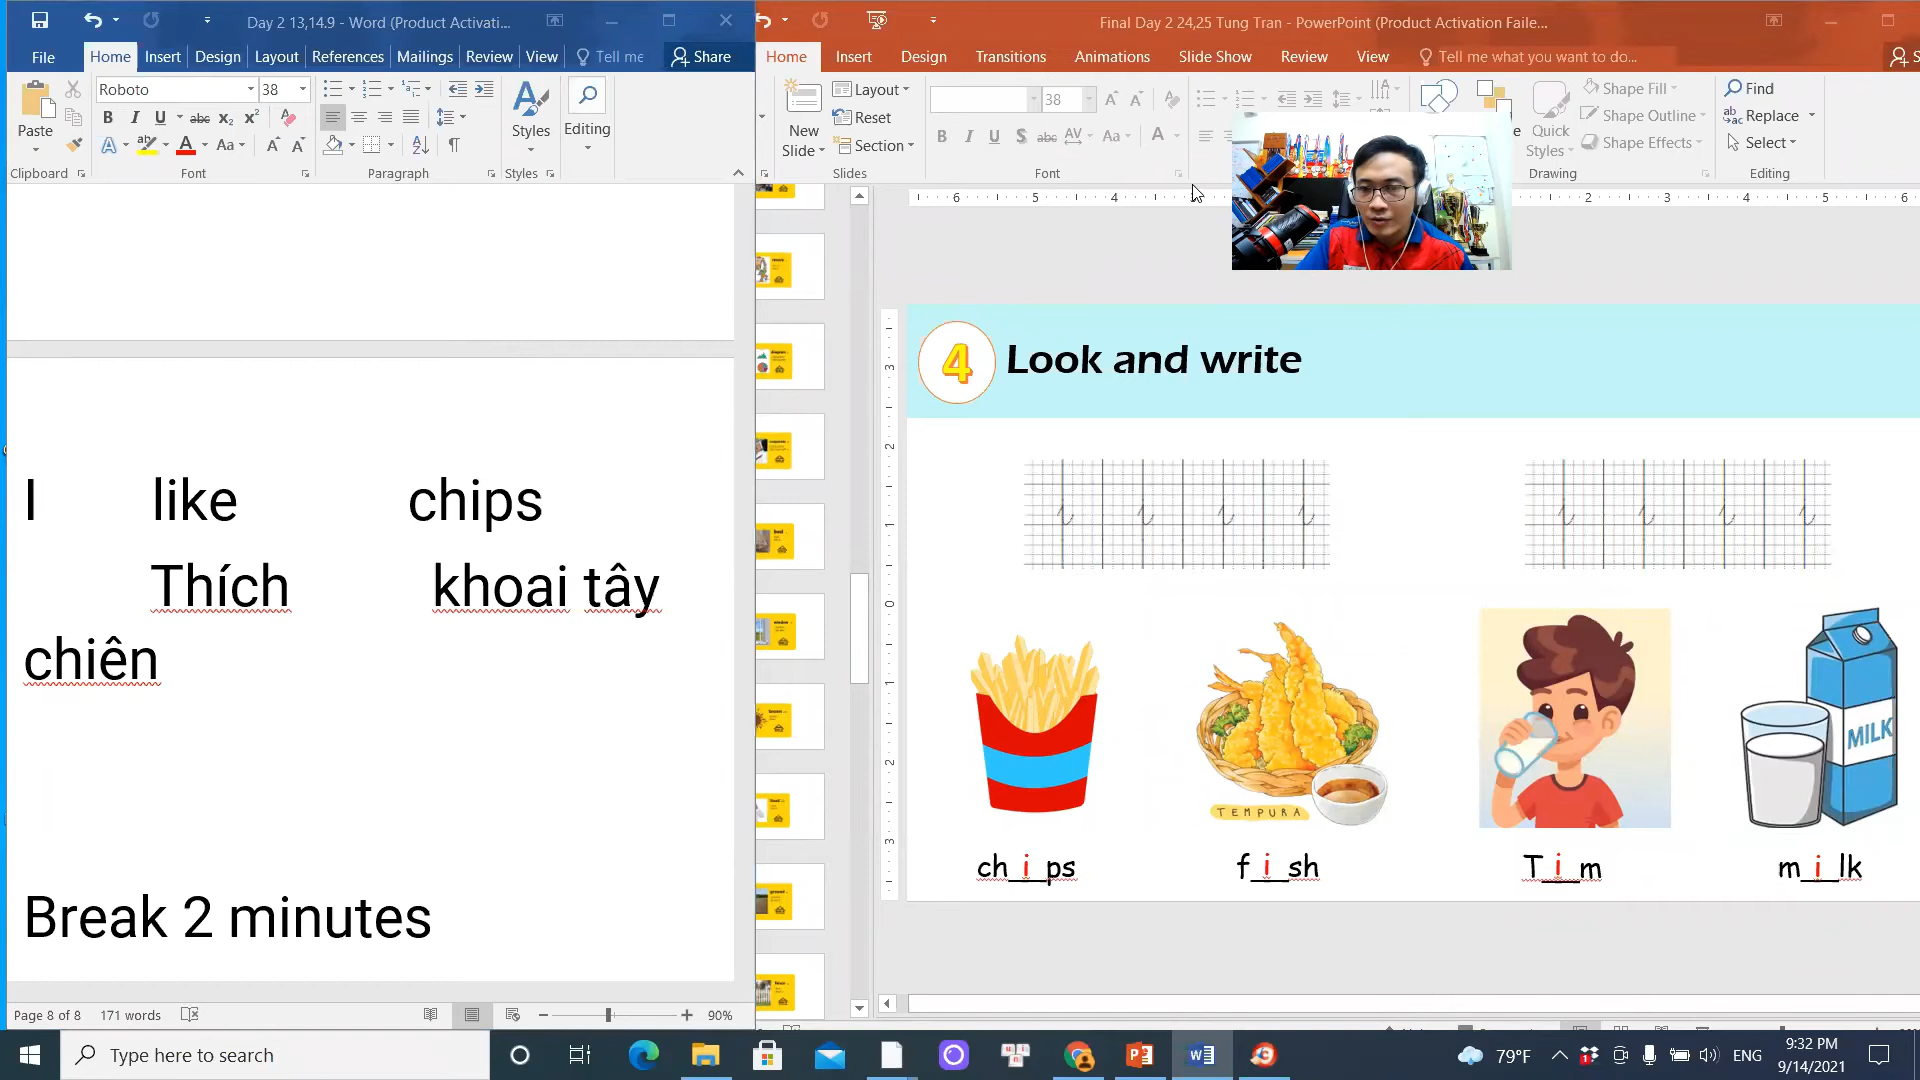 Day 2 13,14.9 - Word (Product Activati...
File Home Insert Design Layout References Mailings Review View Tell me Share
Roboto 38
Paste
Styles
Editing
Clipboard Font Paragraph Styles
I like chips
Thích khoai tây
chiên
Break 2 minutes
Page 8 of 8 171 words 90%
Final Day 2 24,25 Tung Tran - PowerPoint (Product Activation Faile...
Home Insert Design Transitions Animations Slide Show Review View Tell me what you want to do...
New
Slide
Layout
Reset
Section
38
Quick
Styles
Shape Fill
Shape Outline
Shape Effects
Find
Replace
Select
Slides Font Drawing Editing
4 Look and write
i i i i i i i i
TEMPURA
MILK
ch_i_ps f_i_sh T_i_m m_i_lk
Type here to search
79°F ENG 9:32 PM
9/14/2021